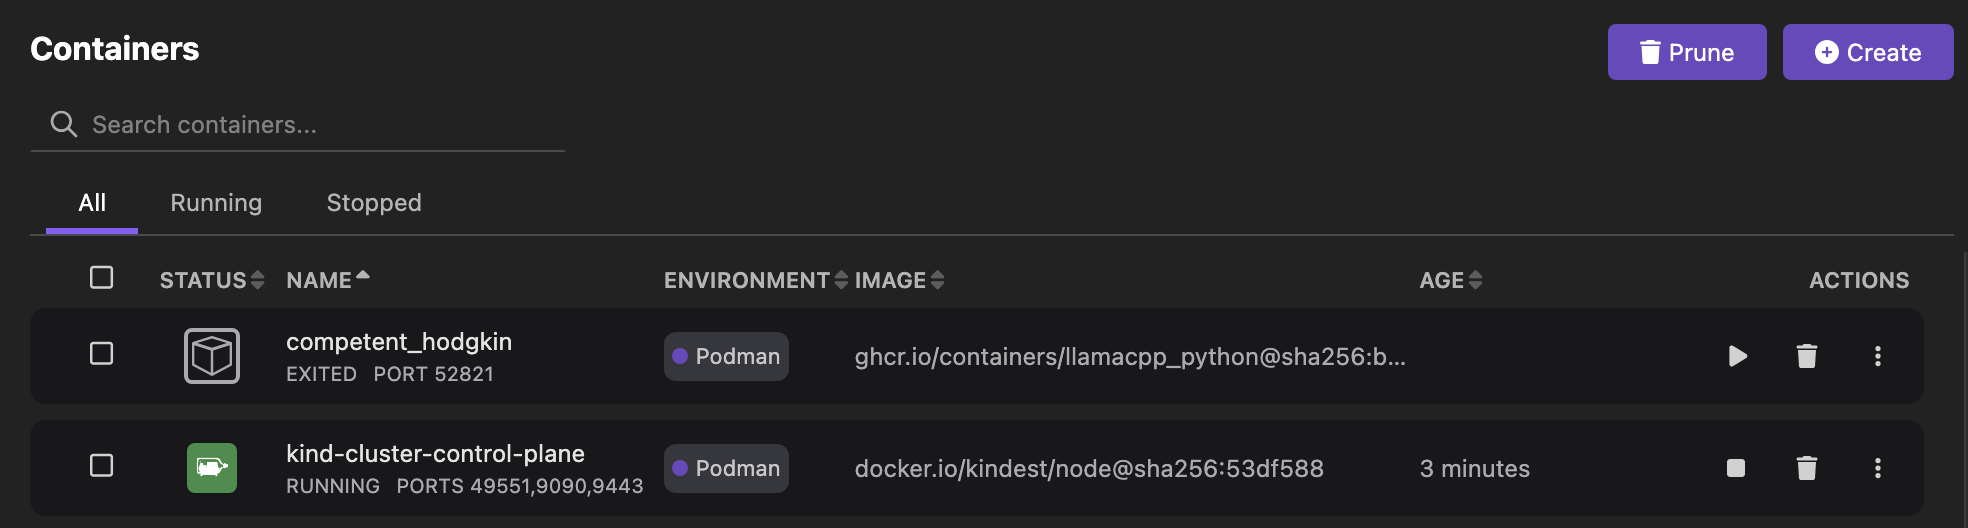 Containers
Prune
Create
Search containers...
All Running Stopped
STATUS NAME ENVIRONMENT IMAGE AGE ACTIONS
competent_hodgkin
EXITED PORT 52821
Podman
ghcr.io/containers/llamacpp_python@sha256:b...
kind-cluster-control-plane
RUNNING PORTS 49551,9090,9443
Podman
docker.io/kindest/node@sha256:53df588
3 minutes